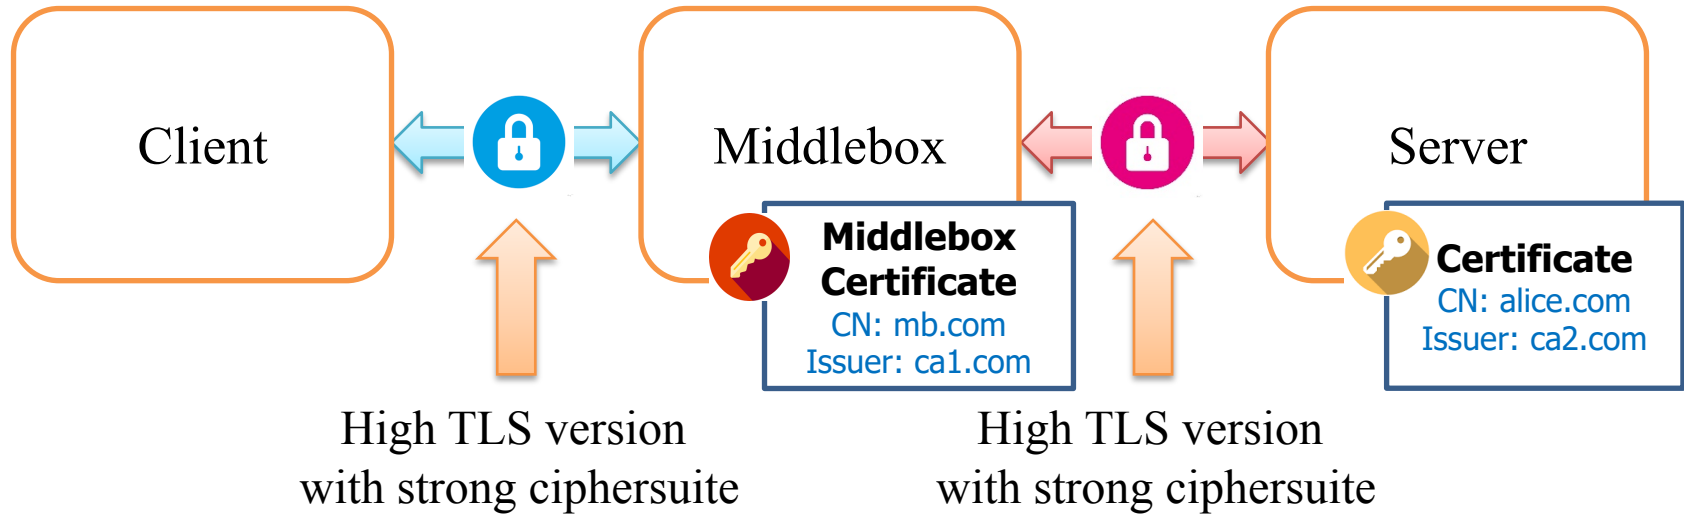 Client
Middlebox
Server
Middlebox
Certificate
CN: mb.com
Issuer: ca1.com
Certificate
CN: alice.com
Issuer: ca2.com
High TLS version
with strong ciphersuite
High TLS version
with strong ciphersuite